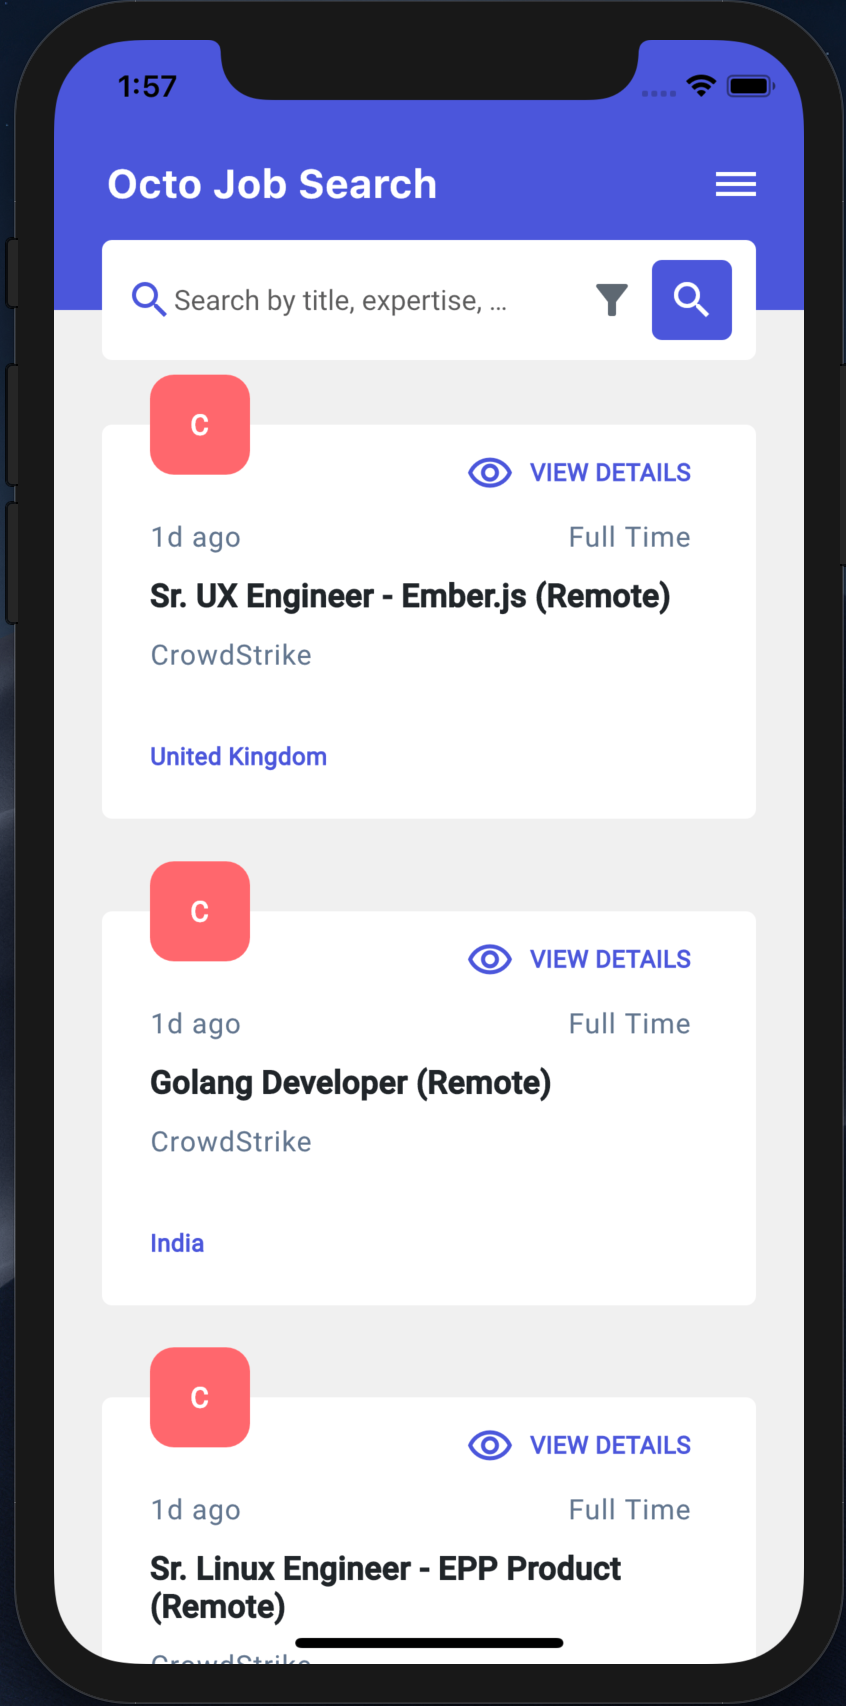 1:57
Octo Job Search
Search by title, expertise, ...
C
VIEW DETAILS
1d ago
Full Time
Sr. UX Engineer - Ember.js (Remote)
CrowdStrike
United Kingdom
C
VIEW DETAILS
1d ago
Full Time
Golang Developer (Remote)
CrowdStrike
India
C
VIEW DETAILS
1d ago
Full Time
Sr. Linux Engineer - EPP Product
(Remote)
CrowdStrike